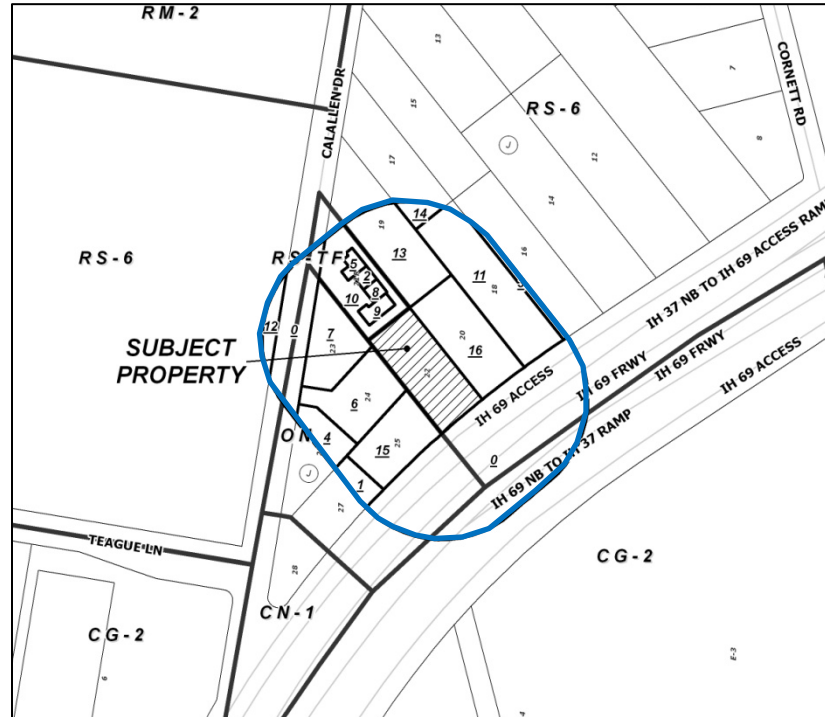 RM-2
13
CORNETT RD
7
CALALLEN DR
15
RS-6
8
J
12
17
14
14
19
16
RS-6
RS-TF
13
5
2
11
18
8
10
9
12
0
7
23
20
16
IH 37 NB TO IH 69 ACCESS RAMP
IH 69 FRWY
IH 69 FRWY
IH 69 ACCESS
SUBJECT
PROPERTY
22
6
24
IH 69 ACCESS
ON
4
15
25
0
IH 69 NB TO IH 37 RAMP
J
1
27
TEAGUE LN
28
CG-2
CN-1
CG-2
6
E-3
4